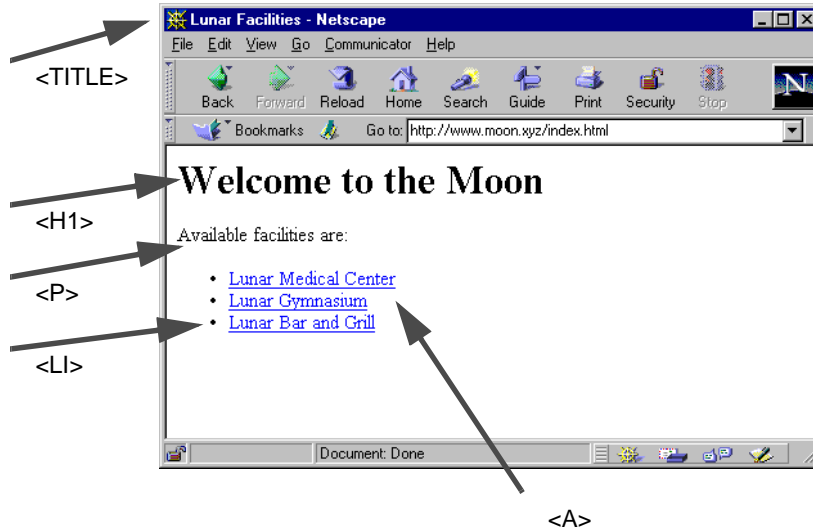 Lunar Facilities - Netscape
File Edit View Go Communicator Help
<TITLE>
Back Forward Reload Home Search Guide Print Security Stop
N
Bookmarks Go to: http://www.moon.xyz/index.html
Welcome to the Moon
<H1>
Available facilities are:
<P>
• Lunar Medical Center
• Lunar Gymnasium
• Lunar Bar and Grill
<LI>
Document: Done
<A>